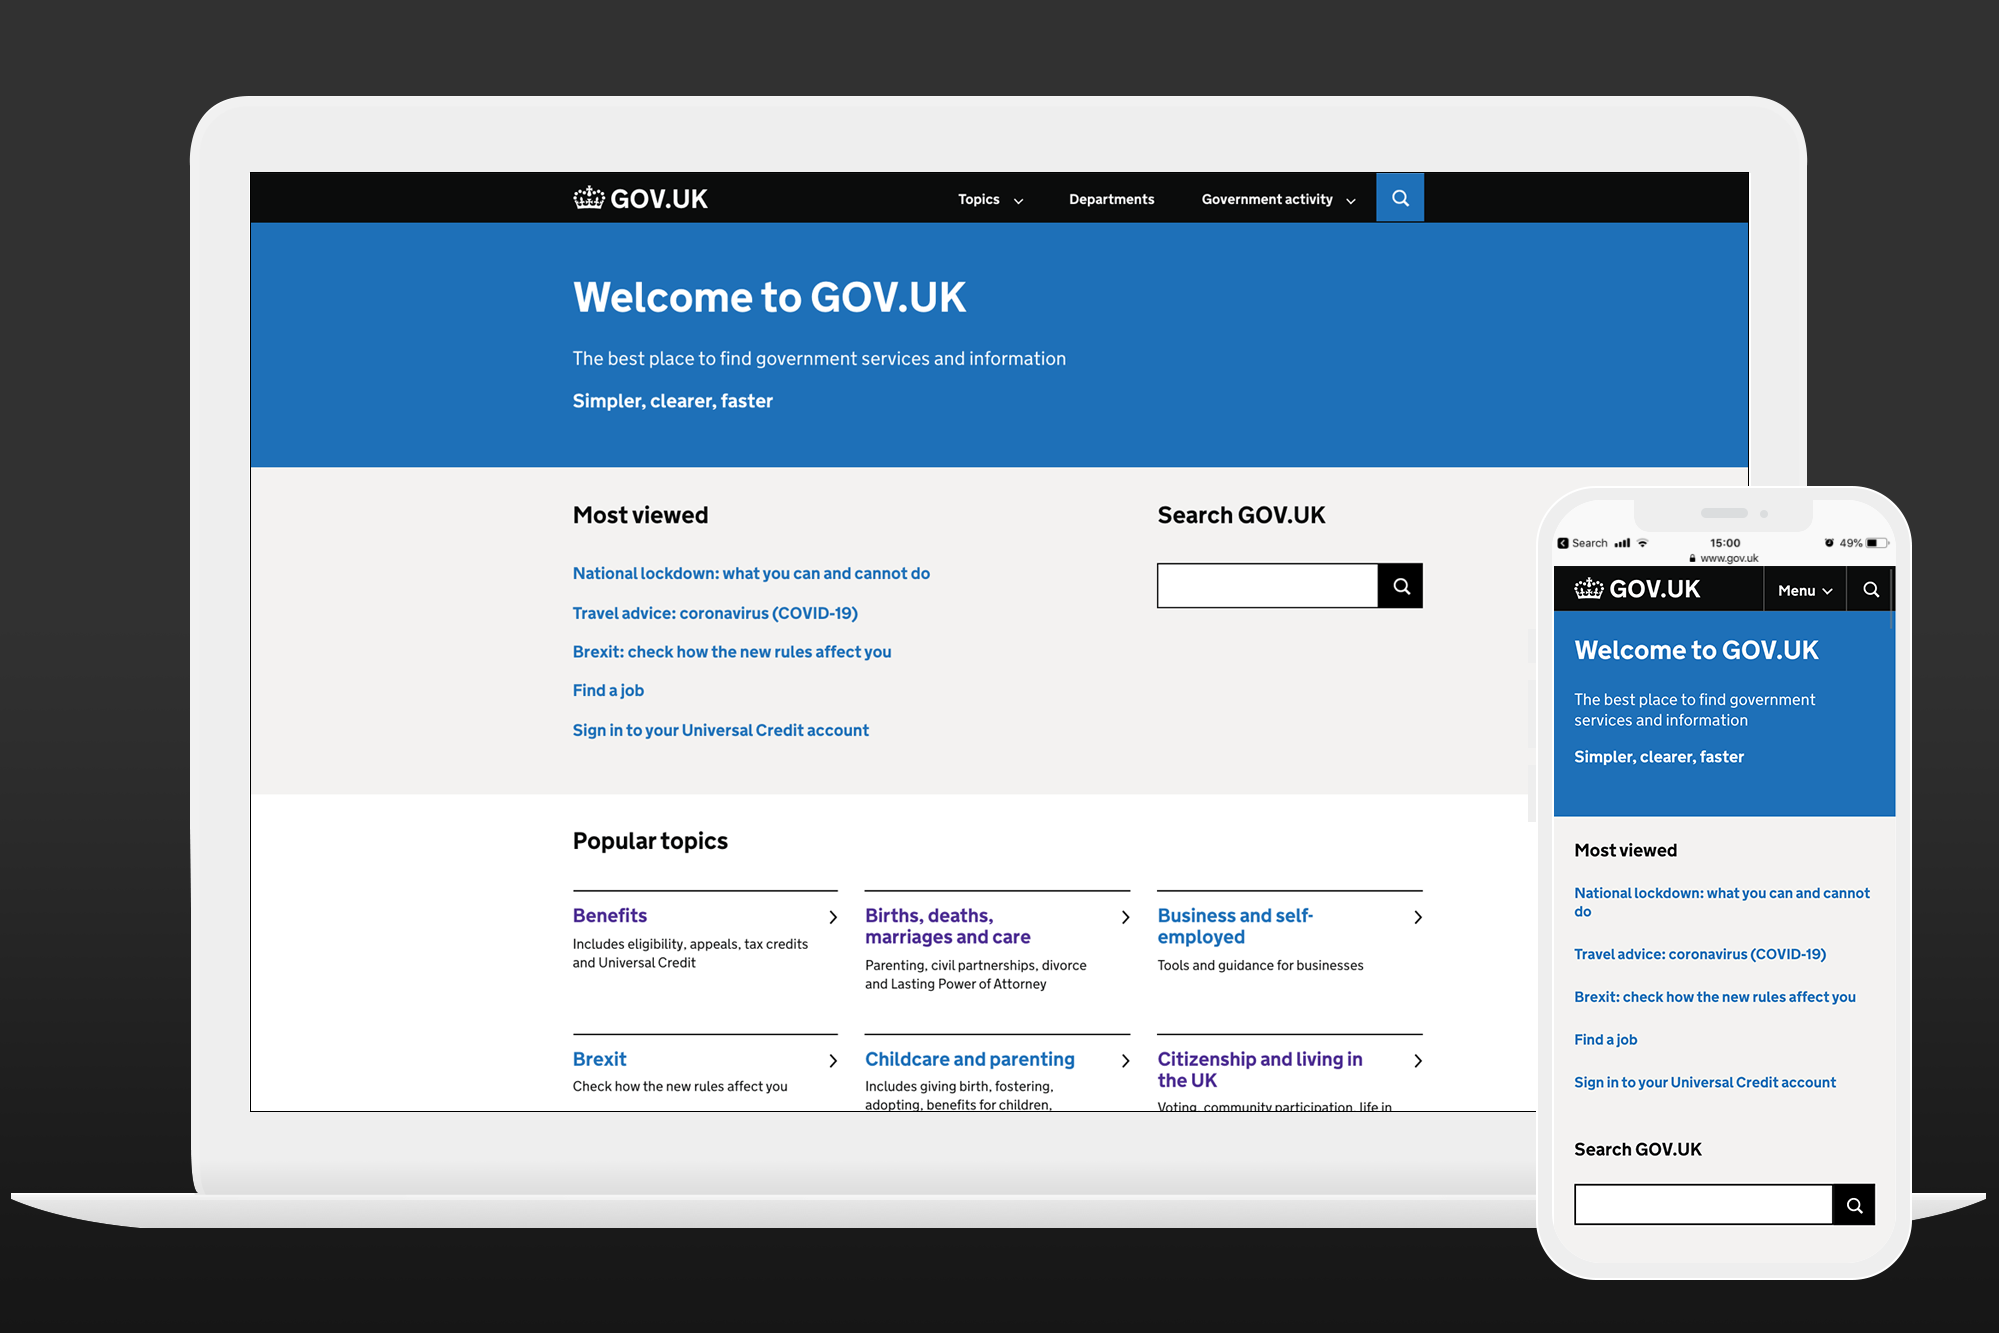 GOV.UK
Topics
Departments
Government activity
Welcome to GOV.UK
The best place to find government services and information
Simpler, clearer, faster
Most viewed
National lockdown: what you can and cannot do
Travel advice: coronavirus (COVID-19)
Brexit: check how the new rules affect you
Find a job
Sign in to your Universal Credit account
Search GOV.UK
Popular topics
Benefits
Includes eligibility, appeals, tax credits
and Universal Credit
Births, deaths,
marriages and care
Parenting, civil partnerships, divorce
and Lasting Power of Attorney
Business and self-
employed
Tools and guidance for businesses
Brexit
Check how the new rules affect you
Childcare and parenting
Includes giving birth, fostering,
adopting, benefits for children,
Citizenship and living in
the UK
Voting, community participation, life in
Search
15:00
49%
www.gov.uk
GOV.UK
Menu
Welcome to GOV.UK
The best place to find government
services and information
Simpler, clearer, faster
Most viewed
National lockdown: what you can and cannot
do
Travel advice: coronavirus (COVID-19)
Brexit: check how the new rules affect you
Find a job
Sign in to your Universal Credit account
Search GOV.UK